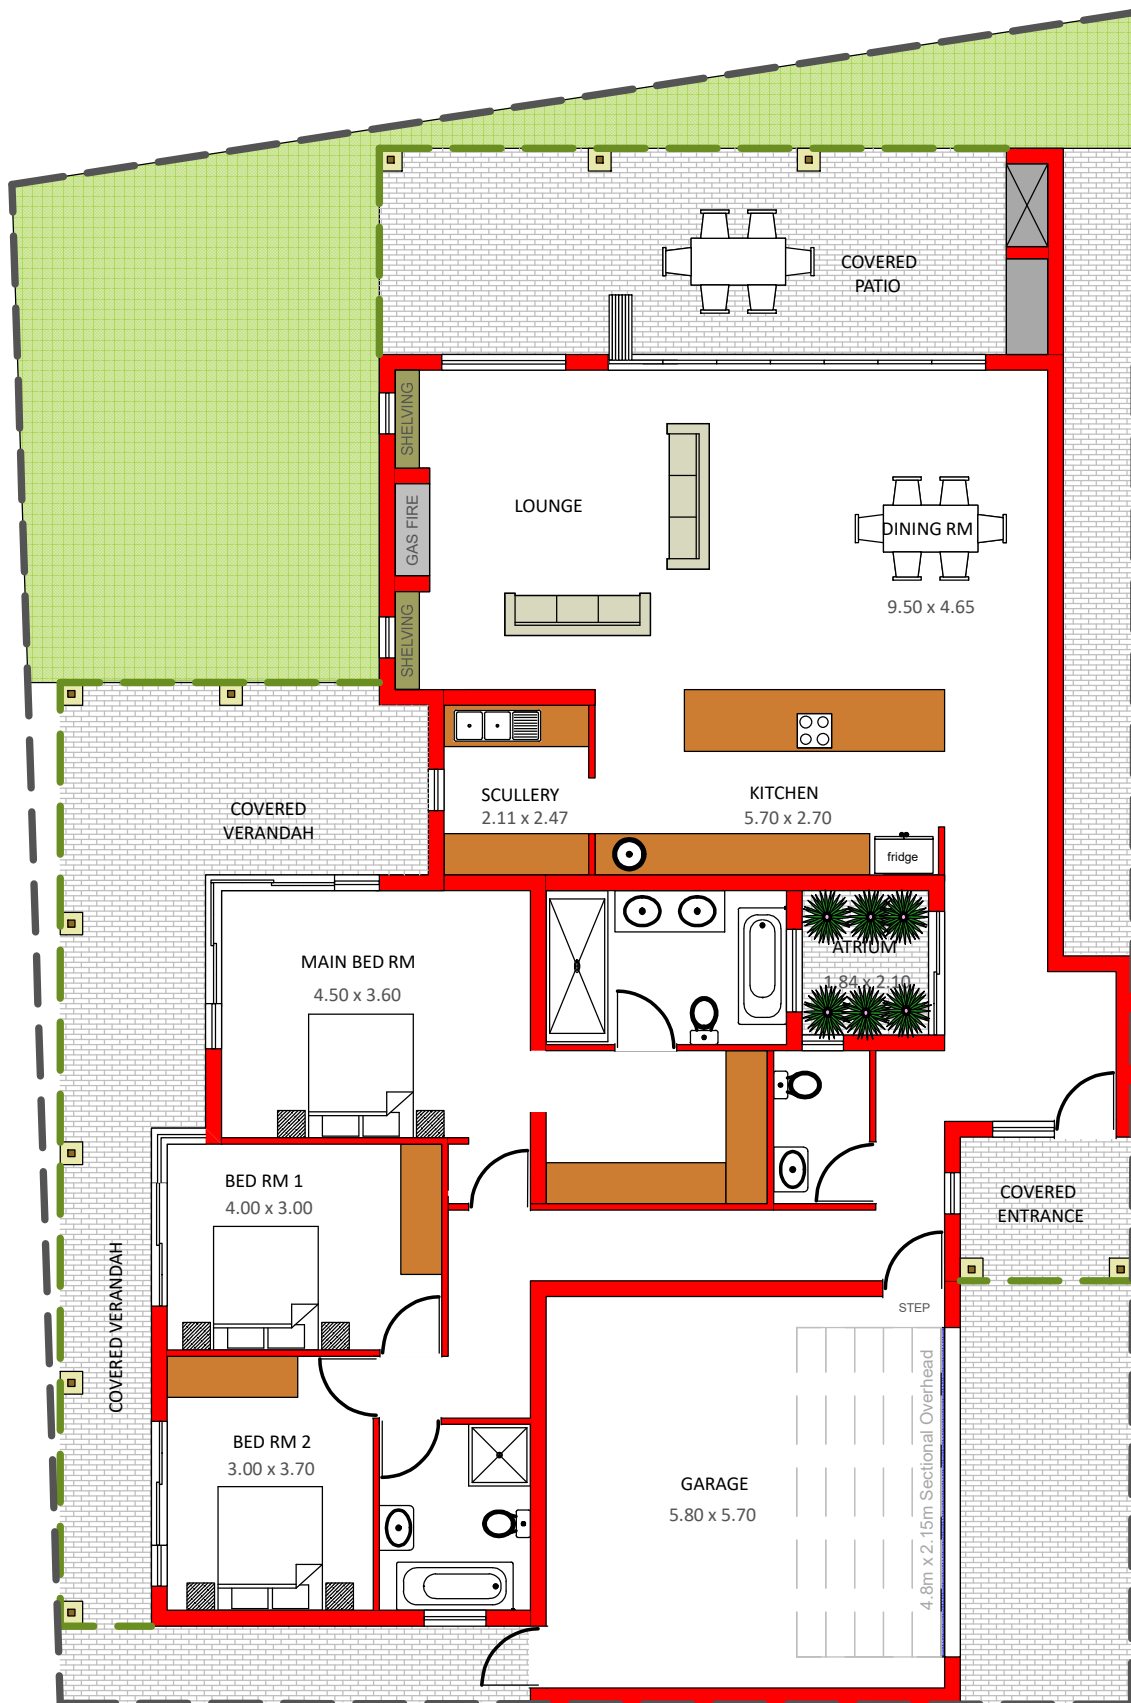 COVERED
PATIO
SHELVING
GAS FIRE
SHELVING
LOUNGE
DINING RM
9.50 x 4.65
SCULLERY
2.11 x 2.47
KITCHEN
5.70 x 2.70
fridge
COVERED
VERANDAH
MAIN BED RM
4.50 x 3.60
ATRIUM
1.84 x 2.10
BED RM 1
4.00 x 3.00
COVERED
ENTRANCE
COVERED VERANDAH
STEP
BED RM 2
3.00 x 3.70
GARAGE
5.80 x 5.70
4.8m x 2.15m Sectional Overhead